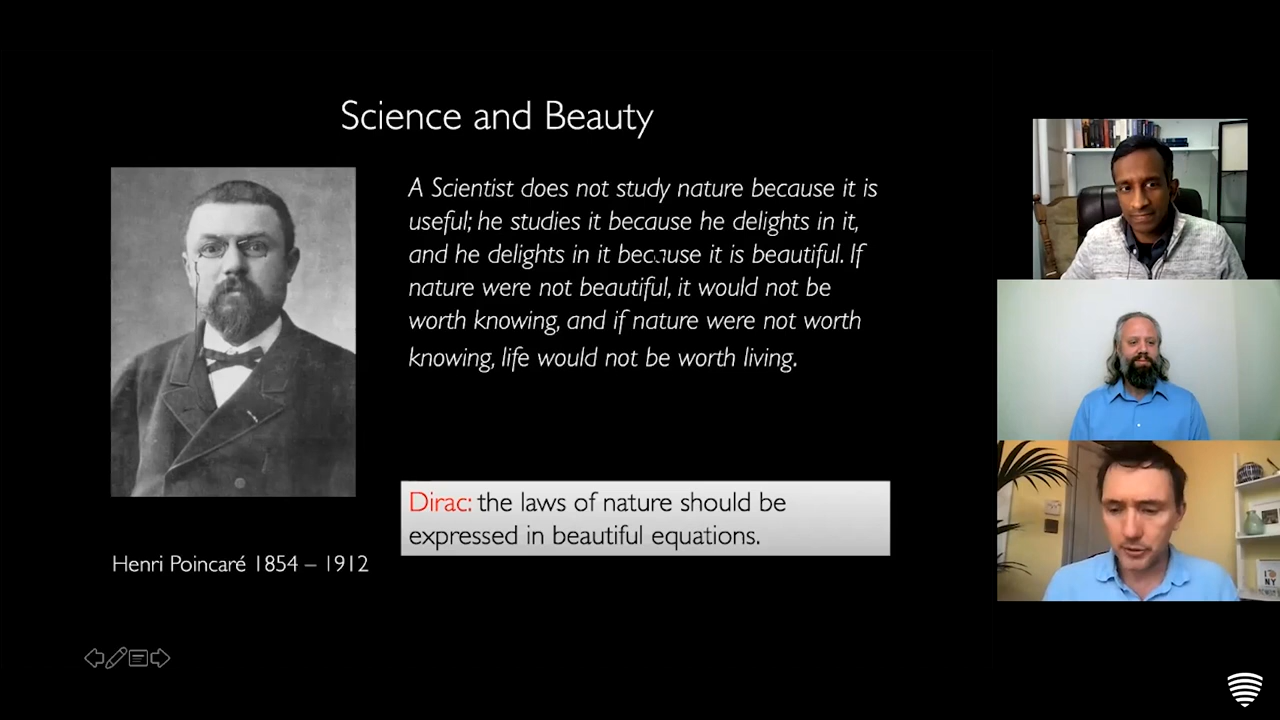 Science and Beauty
A Scientist does not study nature because it is
useful; he studies it because he delights in it,
and he delights in it because it is beautiful. If
nature were not beautiful, it would not be
worth knowing, and if nature were not worth
knowing, life would not be worth living.
Dirac: the laws of nature should be
expressed in beautiful equations.
Henri Poincaré 1854 – 1912
I
NY